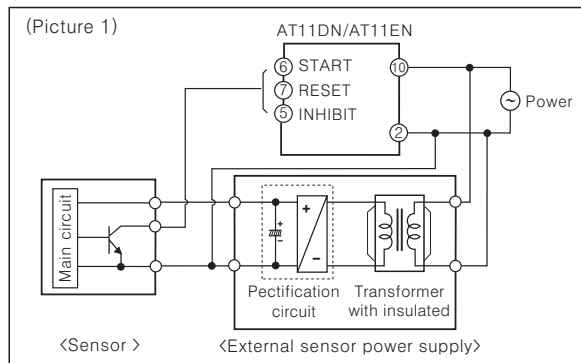 (Picture 1)
AT11DN/AT11EN
6 START
7 RESET
5 INHIBIT
10
2
~ Power
Main circuit
+
-
+
-
Pectification
circuit
Transformer
with insulated
<Sensor >
<External sensor power supply>